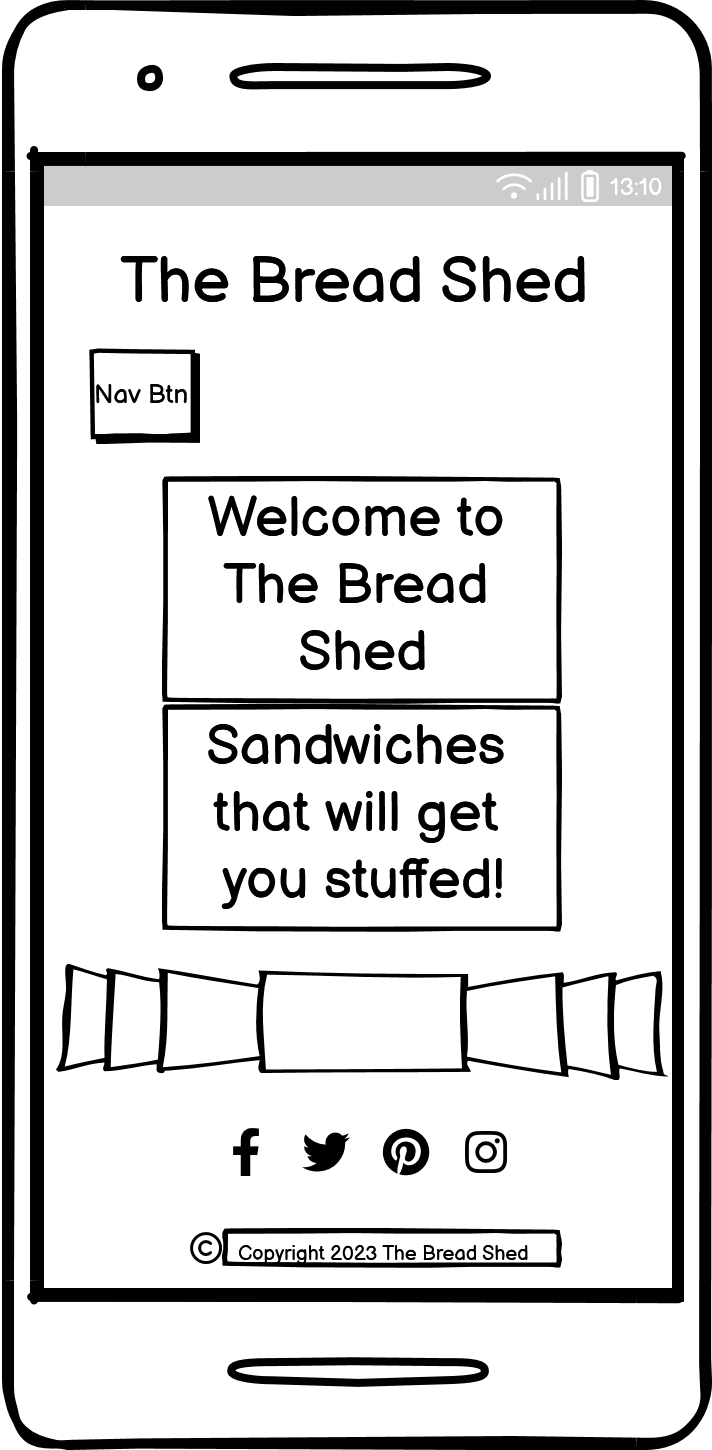 13:10
The Bread Shed
Nav Btn
Welcome to
The Bread
Shed
Sandwiches
that will get
you stuffed!
© Copyright 2023 The Bread Shed